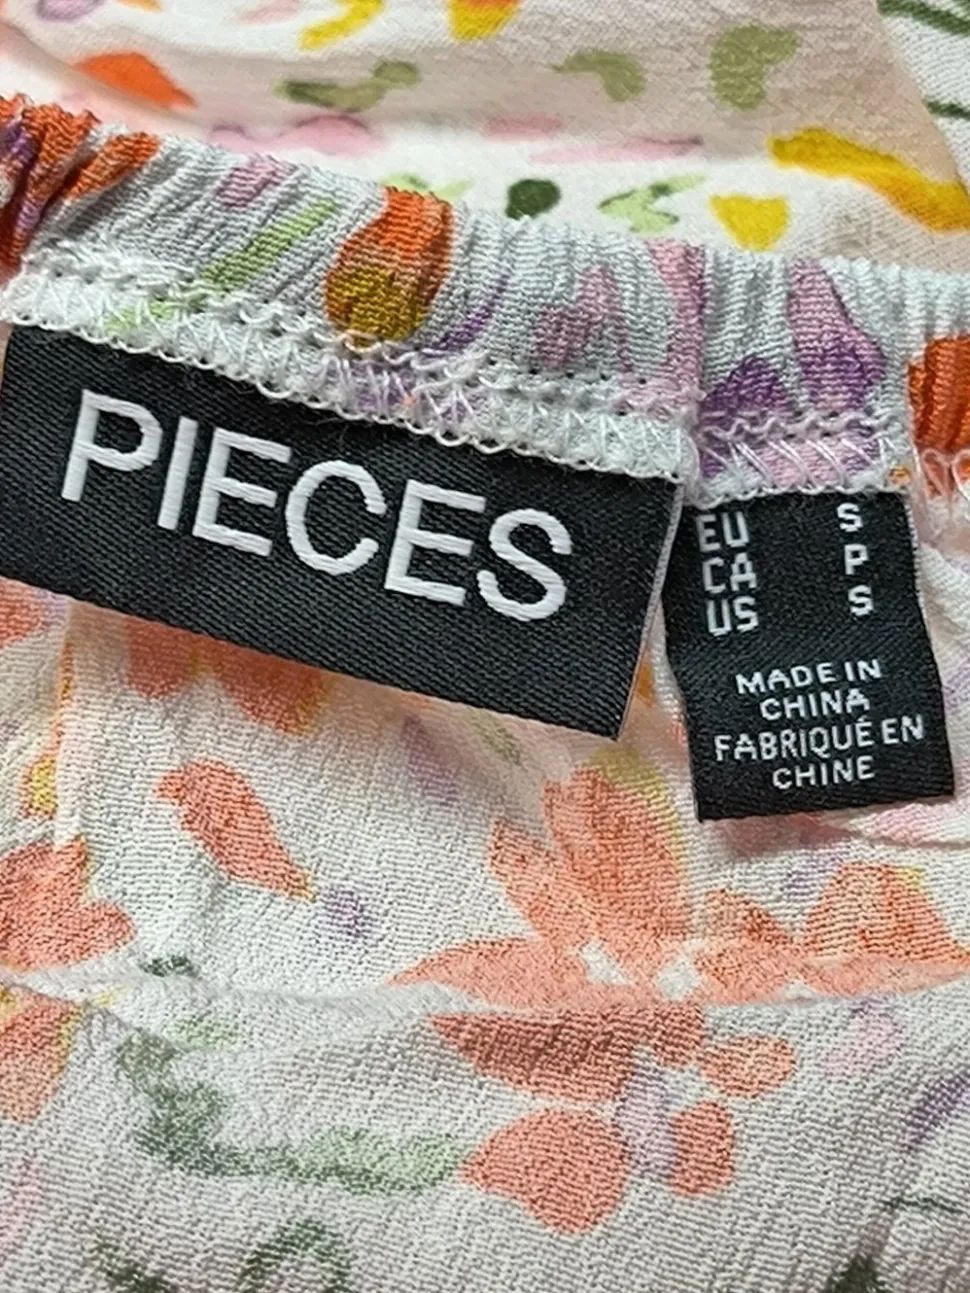 PIECES
EU S
CA P
US S
MADE IN
CHINA
FABRIQUÉ EN
CHINE